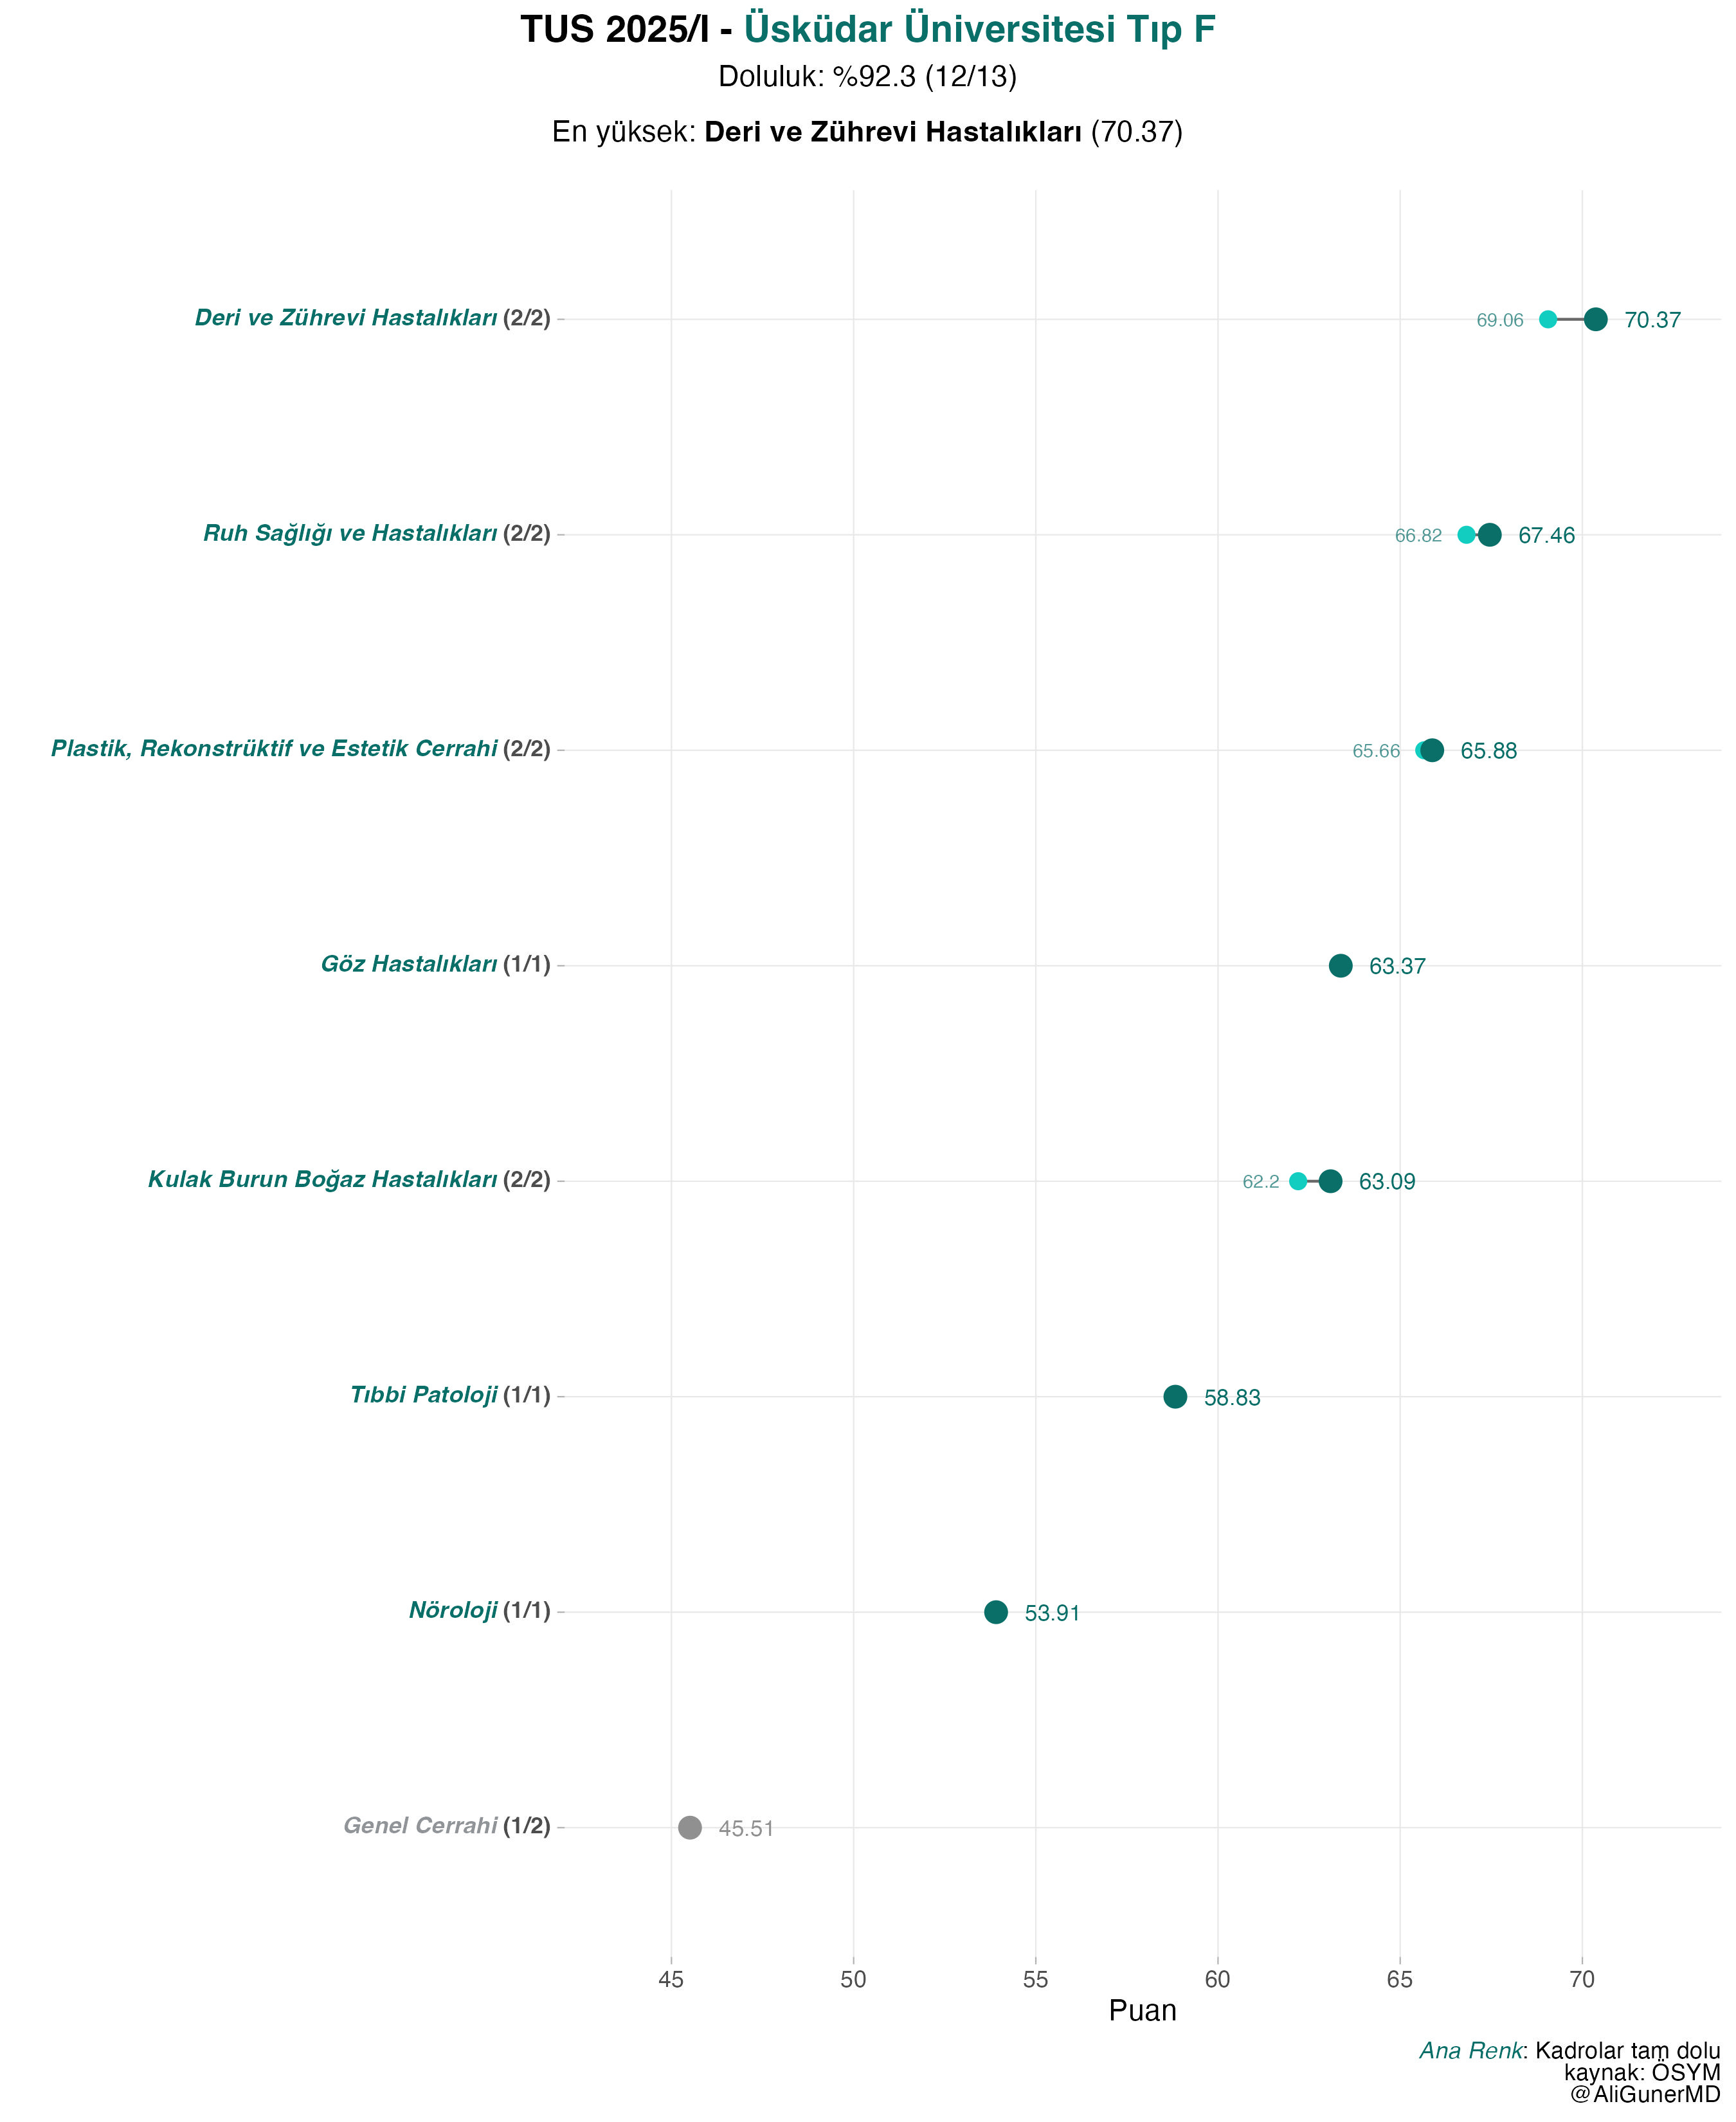 TUS 2025/I - Üsküdar Üniversitesi Tıp F
Doluluk: %92.3 (12/13)
En yüksek: Deri ve Zührevi Hastalıkları (70.37)
Deri ve Zührevi Hastalıkları (2/2) 69.06 70.37
Ruh Sağlığı ve Hastalıkları (2/2) 66.82 67.46
Plastik, Rekonstrüktif ve Estetik Cerrahi (2/2) 65.66 65.88
Göz Hastalıkları (1/1) 63.37
Kulak Burun Boğaz Hastalıkları (2/2) 62.2 63.09
Tıbbi Patoloji (1/1) 58.83
Nöroloji (1/1) 53.91
Genel Cerrahi (1/2) 45.51
45 50 55 60 65 70
Puan
Ana Renk: Kadrolar tam dolu
kaynak: ÖSYM
@AliGunerMD